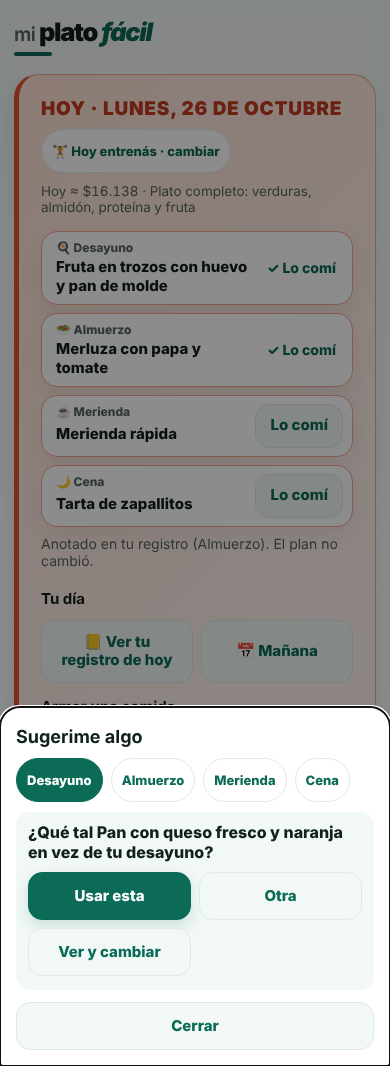 mi plato fácil
HOY · LUNES, 26 DE OCTUBRE
Hoy entrenás · cambiar
Hoy ≈ $16.138 · Plato completo: verduras,
almidón, proteína y fruta
Desayuno
Fruta en trozos con huevo
y pan de molde
✓ Lo comí
Almuerzo
Merluza con papa y
tomate
✓ Lo comí
Merienda
Merienda rápida
Lo comí
Cena
Tarta de zapallitos
Lo comí
Anotado en tu registro (Almuerzo). El plan no
cambió.
Tu día
Ver tu
registro de hoy
Mañana
Sugerime algo
Desayuno
Almuerzo
Merienda
Cena
¿Qué tal Pan con queso fresco y naranja
en vez de tu desayuno?
Usar esta
Otra
Ver y cambiar
Cerrar